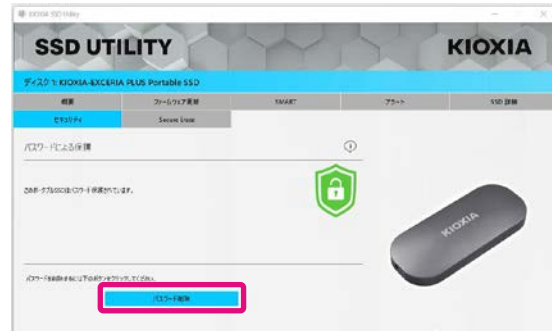 KIOXIA SSD Utility
SSD UTILITY
KIOXIA
ディスク 1: KIOXIA-EXCERIA PLUS Portable SSD
概要 ファームウェア更新 SMART アラート SSD 詳細
セキュリティ Secure Erase
パスワードによる保護
このポータブルSSDはパスワード保護されています。
パスワードを削除するには以下のボタンをクリックしてください。
パスワード削除
KIOXIA